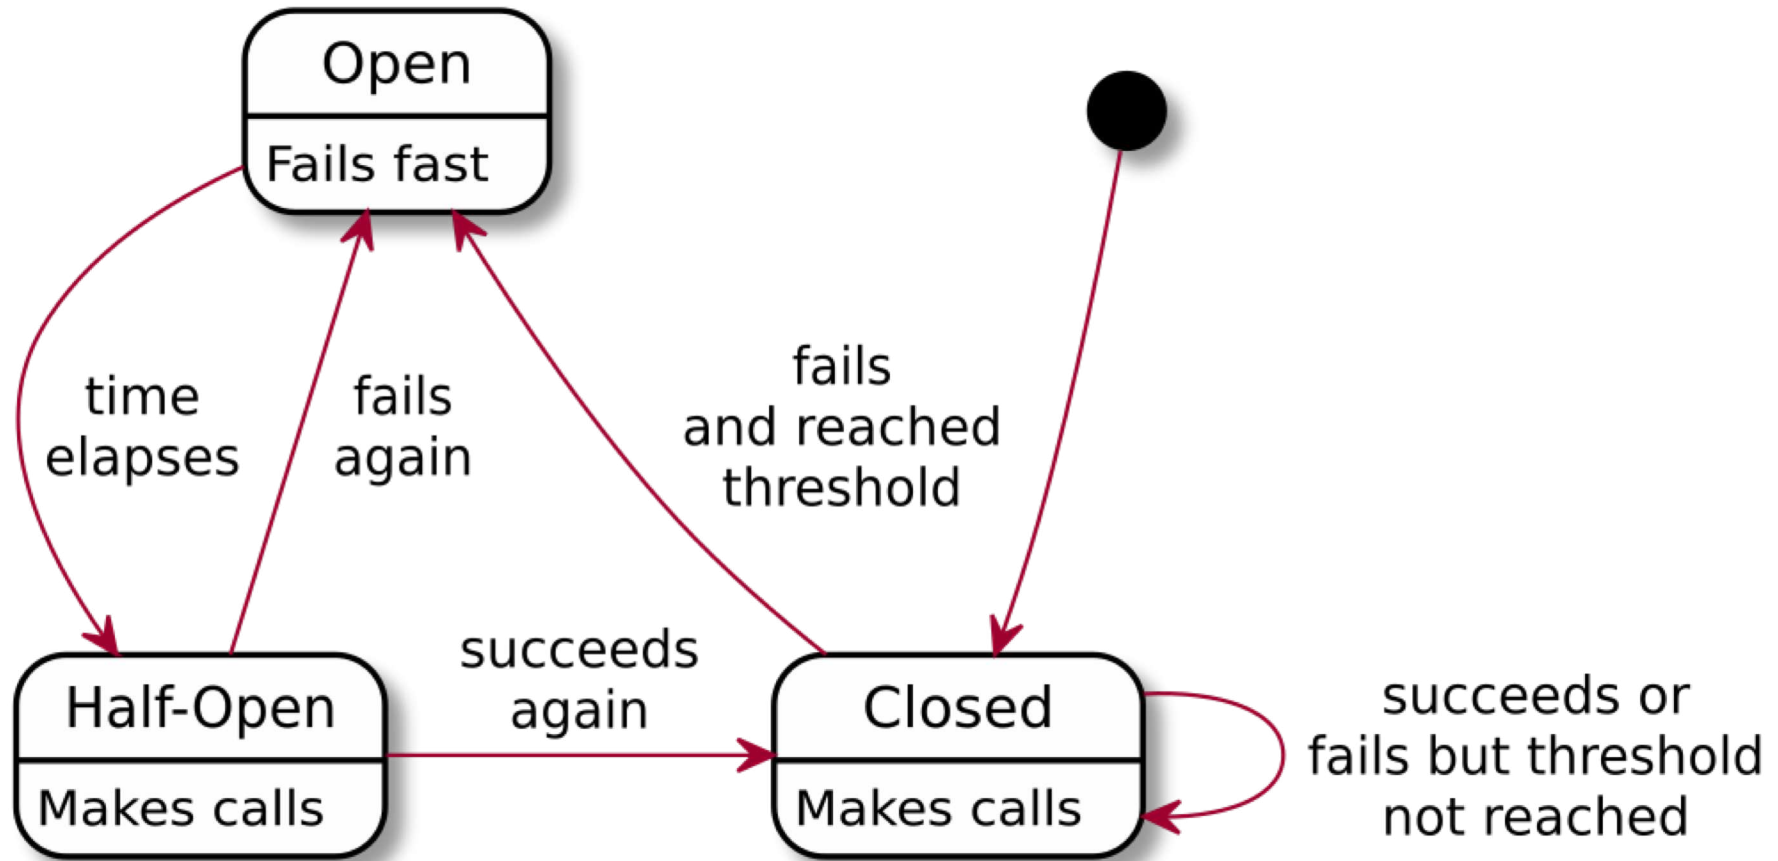 Open
Fails fast
time
elapses
fails
again
fails
and reached
threshold
Half-Open
Makes calls
succeeds
again
Closed
Makes calls
succeeds or
fails but threshold
not reached